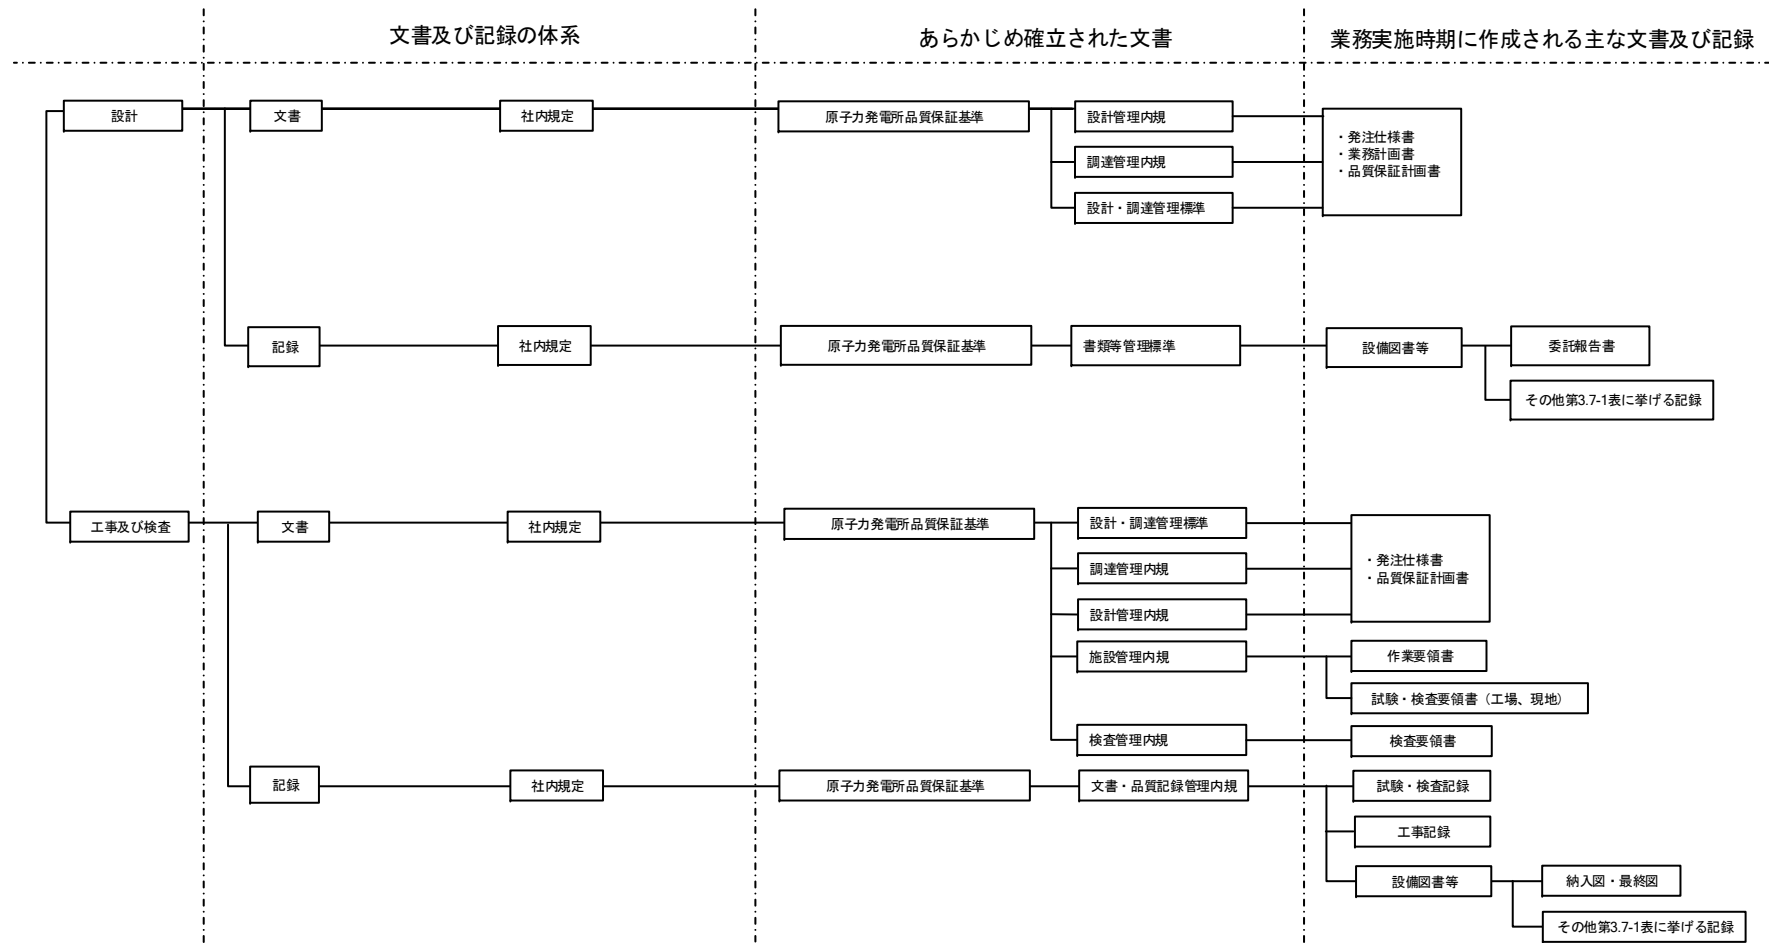 文書及び記録の体系
あらかじめ確立された文書
業務実施時期に作成される主な文書及び記録
設計
文書
社内規定
原子力発電所品質保証基準
設計管理内規
・発注仕様書
・業務計画書
・品質保証計画書
調達管理内規
設計・調達管理標準
記録
社内規定
原子力発電所品質保証基準
書類等管理標準
設備図書等
委託報告書
その他第3.7-1表に挙げる記録
工事及び検査
文書
社内規定
原子力発電所品質保証基準
設計・調達管理標準
・発注仕様書
・品質保証計画書
調達管理内規
設計管理内規
施設管理内規
作業要領書
試験・検査要領書（工場、現地）
検査管理内規
検査要領書
記録
社内規定
原子力発電所品質保証基準
文書・品質記録管理内規
試験・検査記録
工事記録
設備図書等
納入図・最終図
その他第3.7-1表に挙げる記録